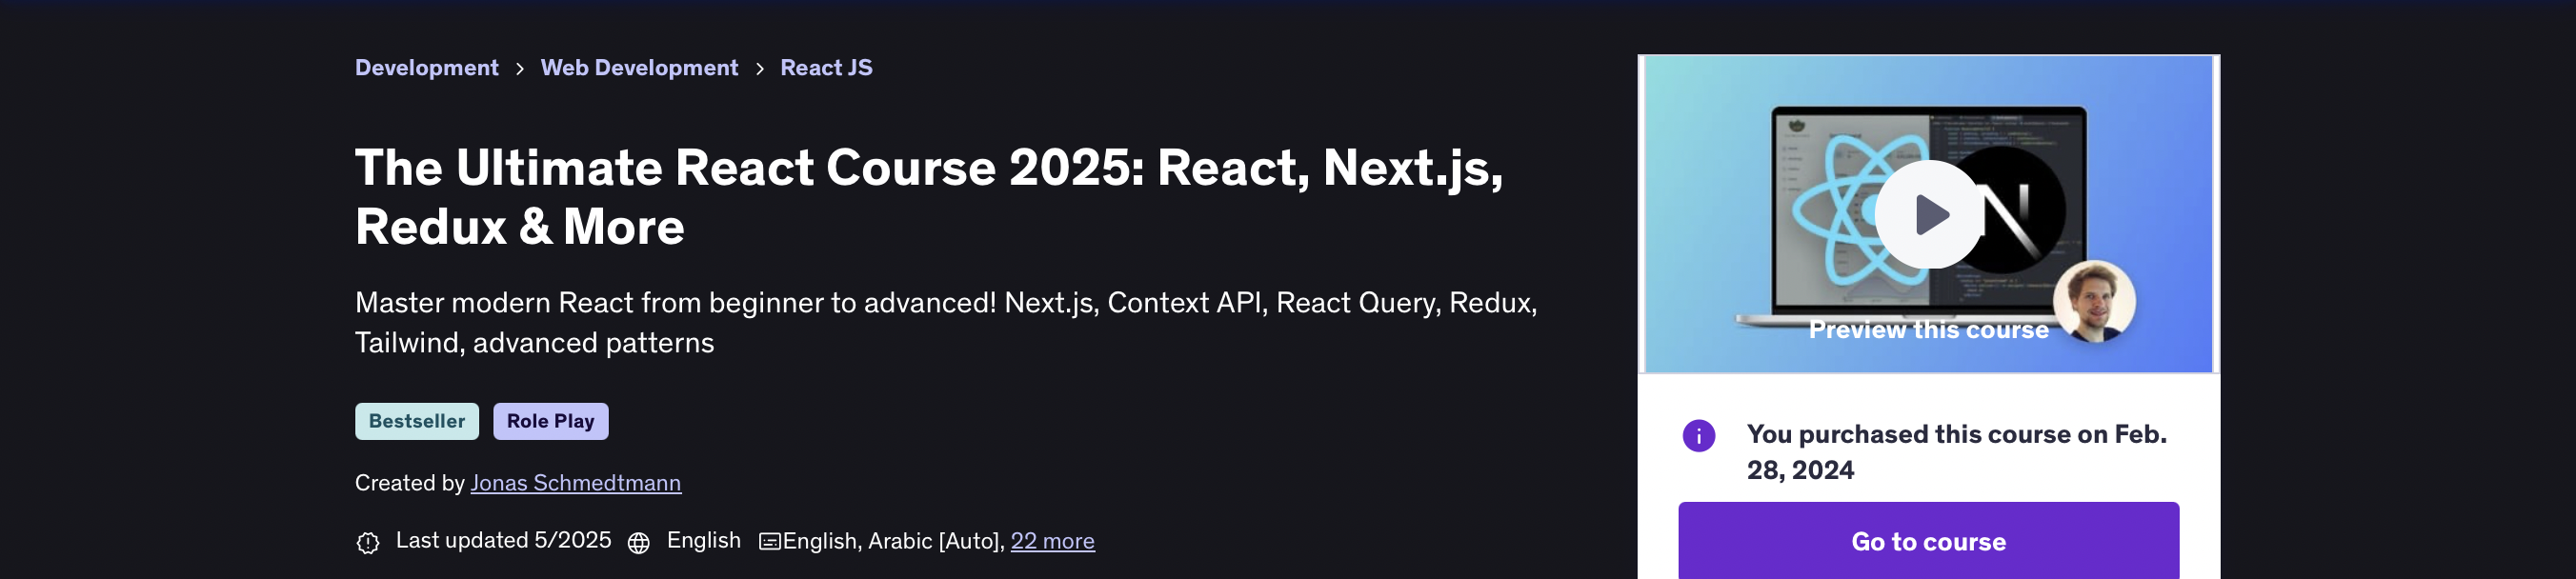 Development > Web Development > React JS
The Ultimate React Course 2025: React, Next.js,
Redux & More
Master modern React from beginner to advanced! Next.js, Context API, React Query, Redux,
Tailwind, advanced patterns
Bestseller Role Play
Created by Jonas Schmedtmann
Last updated 5/2025 English English, Arabic [Auto], 22 more
N
Preview this course
You purchased this course on Feb.
28, 2024
Go to course